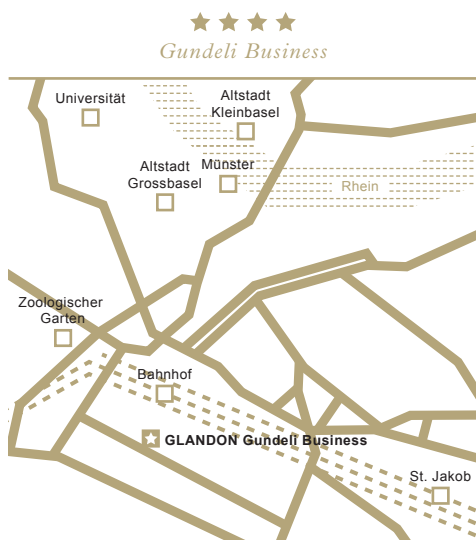 Gundeli Business
Universität
Altstadt
Kleinbasel
Altstadt
Grossbasel
Münster
Rhein
Zoologischer
Garten
Bahnhof
GLANDON Gundeli Business
St. Jakob